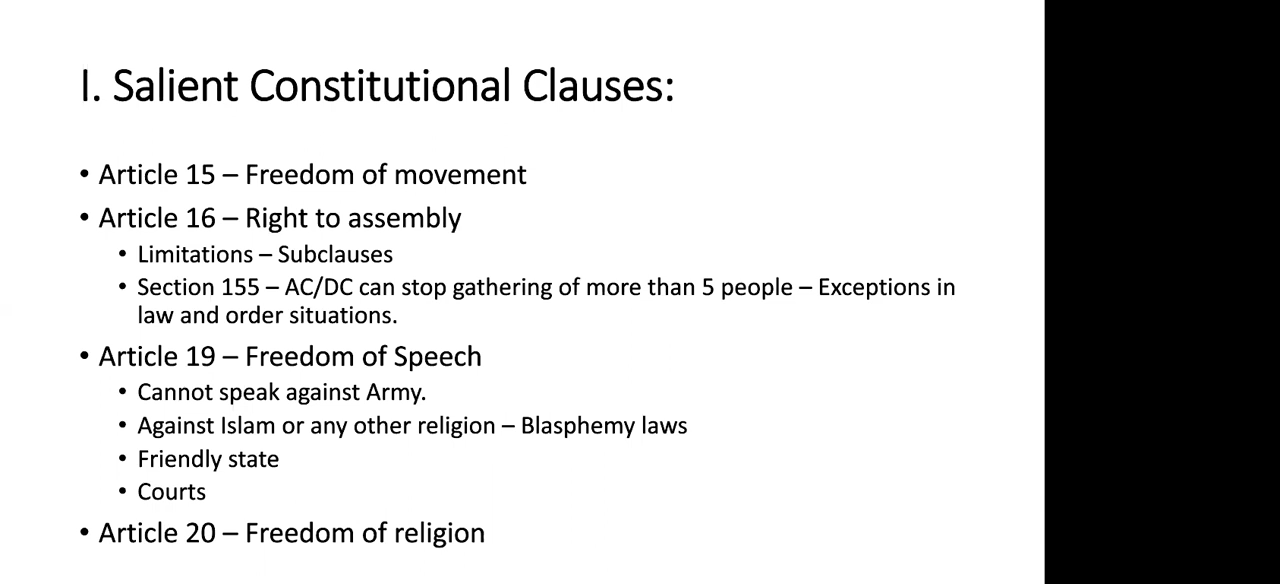 I. Salient Constitutional Clauses:
• Article 15 – Freedom of movement
• Article 16 – Right to assembly
• Limitations – Subclauses
• Section 155 – AC/DC can stop gathering of more than 5 people – Exceptions in
law and order situations.
• Article 19 – Freedom of Speech
• Cannot speak against Army.
• Against Islam or any other religion – Blasphemy laws
• Friendly state
• Courts
• Article 20 – Freedom of religion